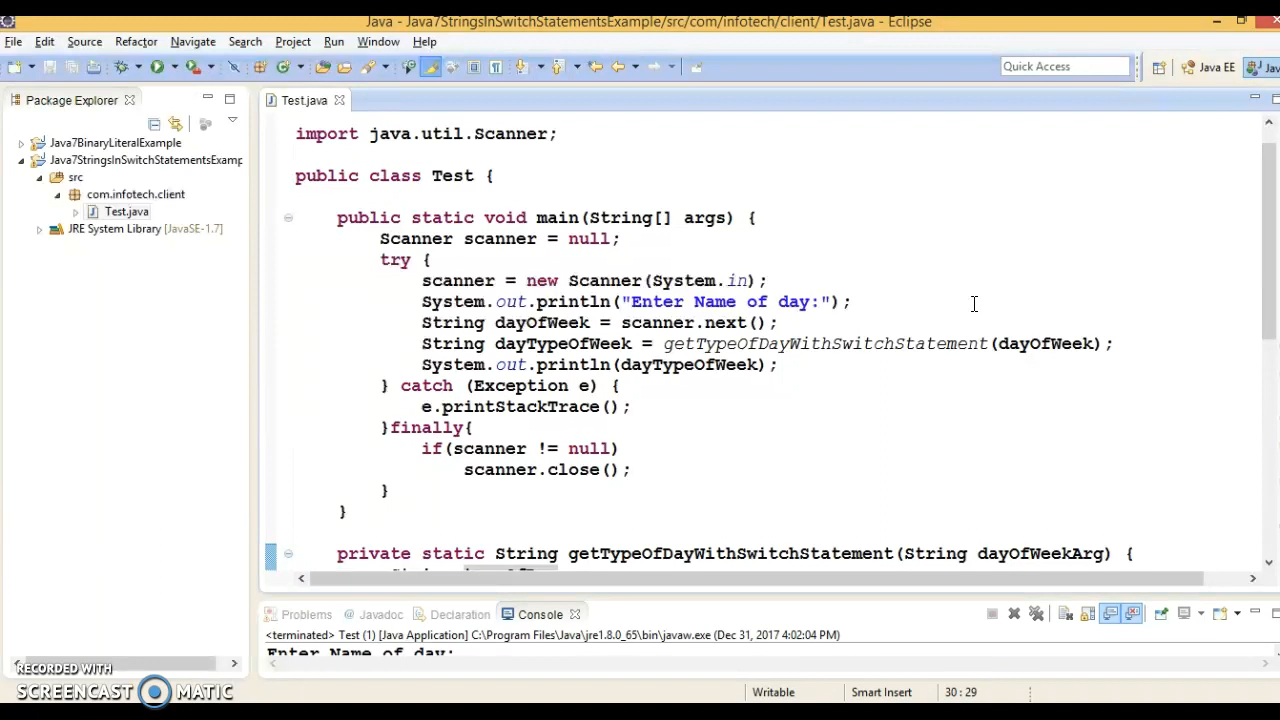 Java - Java7StringsInSwitchStatementsExample/src/com/infotech/client/Test.java - Eclipse
File Edit Source Refactor Navigate Search Project Run Window Help
Quick Access
Java EE
Package Explorer
Test.java
Java7BinaryLiteralExample
Java7StringsInSwitchStatementsExamp
src
com.infotech.client
Test.java
JRE System Library [JavaSE-1.7]
import java.util.Scanner;
public class Test {
public static void main(String[] args) {
Scanner scanner = null;
try {
scanner = new Scanner(System.in);
System.out.println("Enter Name of day:");
String dayOfWeek = scanner.next();
String dayTypeOfWeek = getTypeOfDayWithSwitchStatement(dayOfWeek);
System.out.println(dayTypeOfWeek);
} catch (Exception e) {
e.printStackTrace();
}finally{
if(scanner != null)
scanner.close();
}
}
private static String getTypeOfDayWithSwitchStatement(String dayOfWeekArg) {
Problems @ Javadoc Declaration Console
<terminated> Test (1) [Java Application] C:\Program Files\Java\jre1.8.0_65\bin\javaw.exe (Dec 31, 2017 4:02:04 PM)
Enter Name of day:
RECORDED WITH
SCREENCAST MATIC
Writable Smart Insert 30 : 29